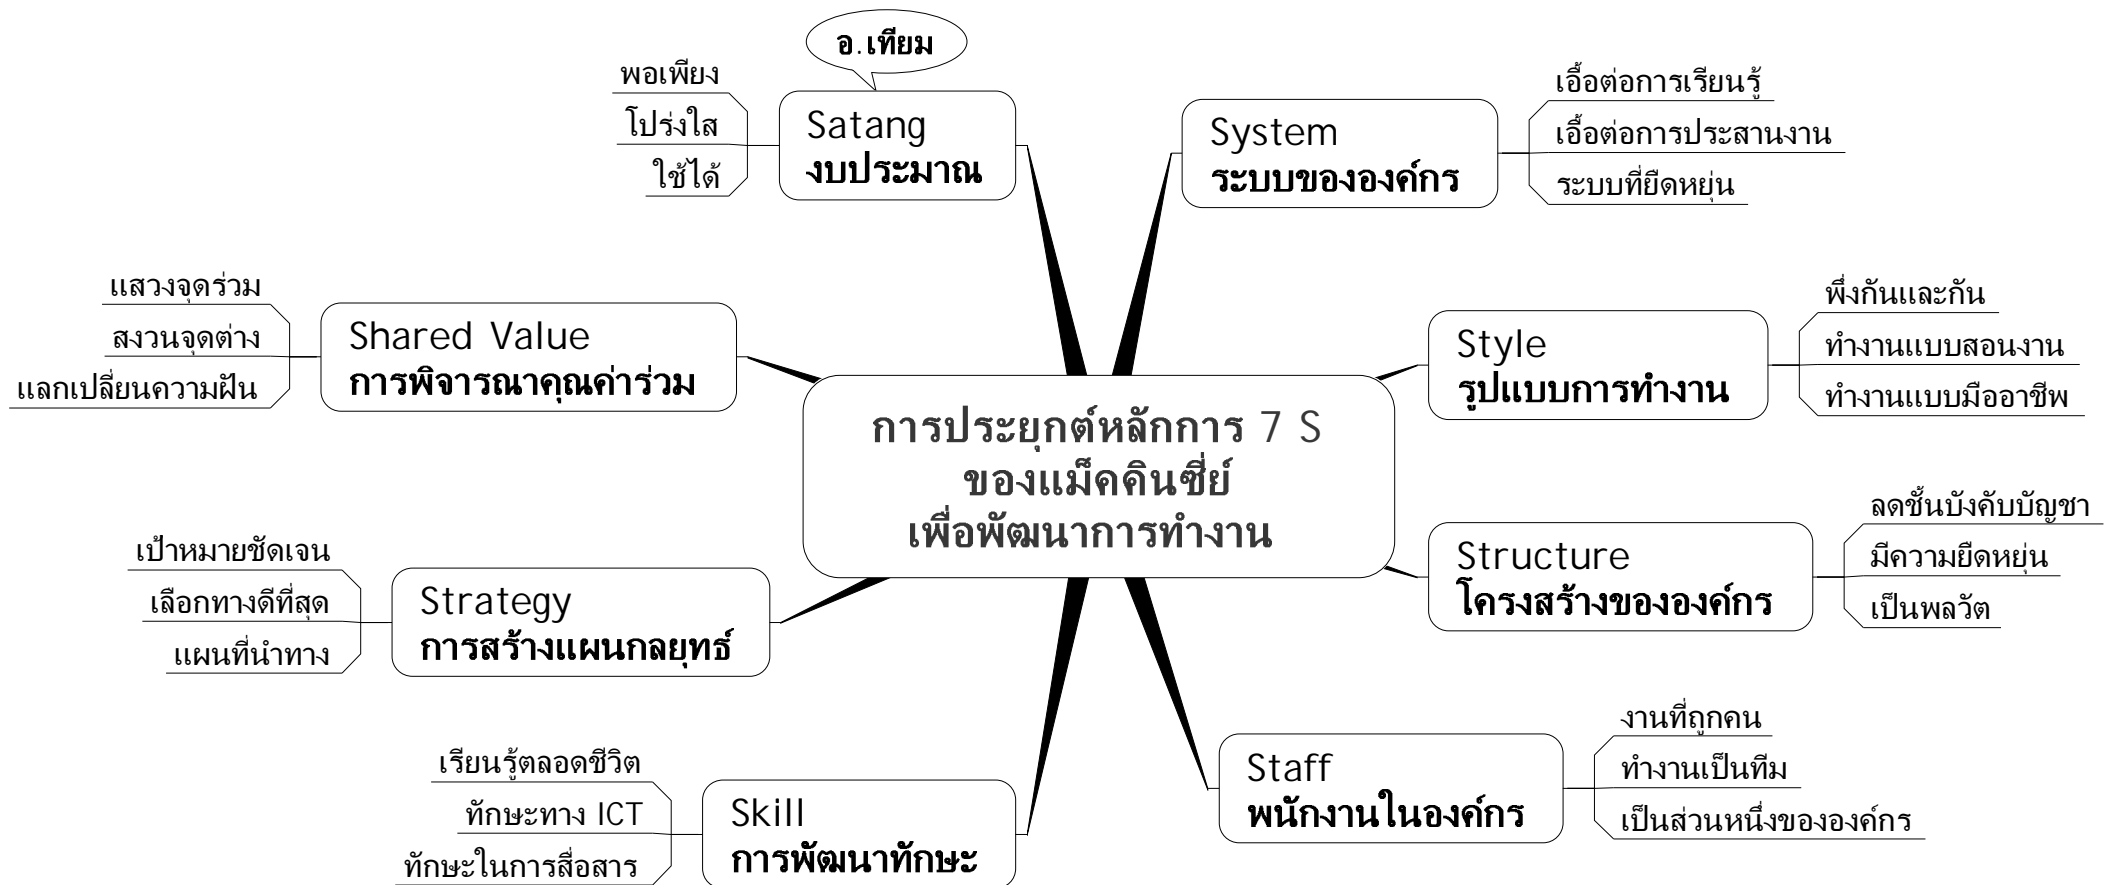 การประยุกต์หลักการ 7 S
ของแม็คคินซี่ย์
เพื่อพัฒนาการทำงาน
System
ระบบขององค์กร
เอื้อต่อการเรียนรู้
เอื้อต่อการประสานงาน
ระบบที่ยืดหยุ่น
Style
รูปแบบการทำงาน
พึ่งกันและกัน
ทำงานแบบสอนงาน
ทำงานแบบมืออาชีพ
Structure
โครงสร้างขององค์กร
ลดชั้นบังคับบัญชา
มีความยืดหยุ่น
เป็นพลวัต
Staff
พนักงานในองค์กร
งานที่ถูกคน
ทำงานเป็นทีม
เป็นส่วนหนึ่งขององค์กร
Skill
การพัฒนาทักษะ
เรียนรู้ตลอดชีวิต
ทักษะทาง ICT
ทักษะในการสื่อสาร
Strategy
การสร้างแผนกลยุทธ์
เป้าหมายชัดเจน
เลือกทางดีที่สุด
แผนที่นำทาง
Shared Value
การพิจารณาคุณค่าร่วม
แสวงจุดร่วม
สงวนจุดต่าง
แลกเปลี่ยนความฝัน
อ.เทียม
Satang
งบประมาณ
พอเพียง
โปร่งใส
ใช้ได้